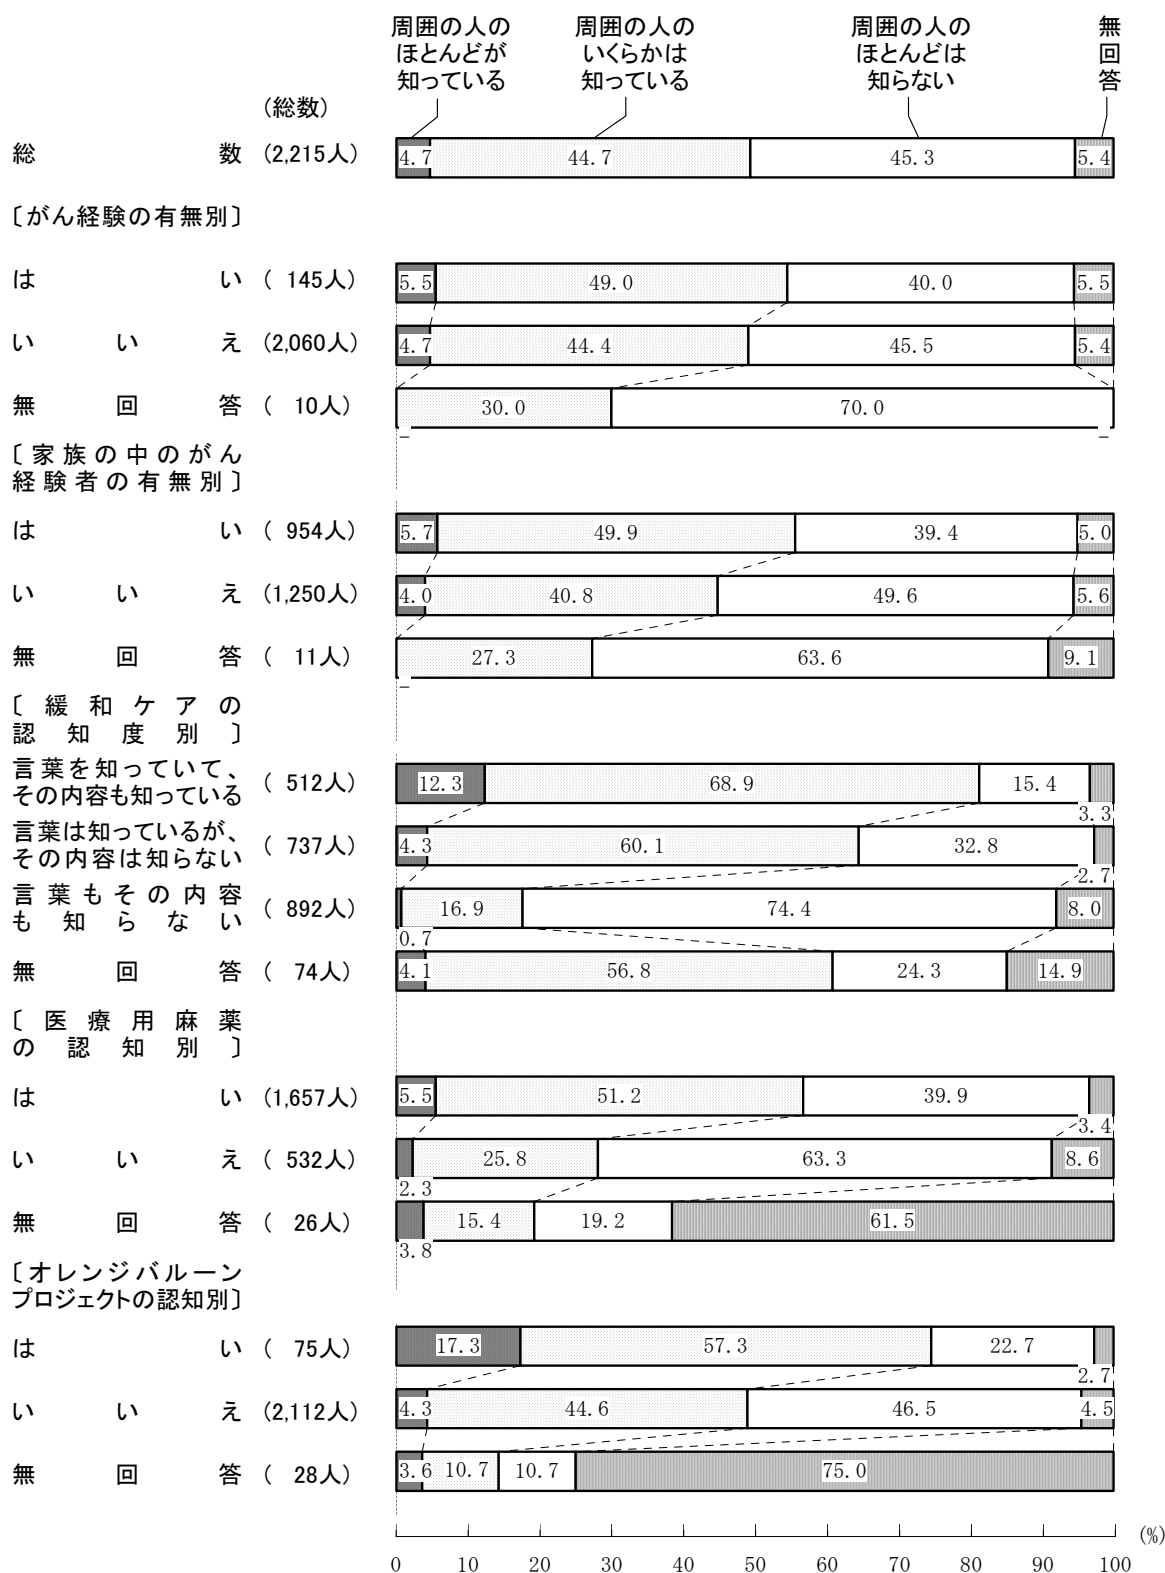 周囲の人の
ほとんどが
知っている
周囲の人の
いくらかは
知っている
周囲の人の
ほとんどは
知らない
無
回
答
(総数)
総数 (2,215人) 4.7 44.7 45.3 5.4
〔がん経験の有無別〕
はい ( 145人) 5.5 49.0 40.0 5.5
いいえ (2,060人) 4.7 44.4 45.5 5.4
無回答 ( 10人) 30.0 70.0
– –
〔家族の中のがん
経験者の有無別〕
はい ( 954人) 5.7 49.9 39.4 5.0
いいえ (1,250人) 4.0 40.8 49.6 5.6
無回答 ( 11人) 27.3 63.6 9.1
–
〔緩和ケアの
認知度別〕
言葉を知っていて、
その内容も知っている ( 512人) 12.3 68.9 15.4 3.3
言葉は知っているが、
その内容は知らない ( 737人) 4.3 60.1 32.8 2.7
言葉もその内容
も知らない ( 892人) 0.7 16.9 74.4 8.0
無回答 ( 74人) 4.1 56.8 24.3 14.9
〔医療用麻薬
の認知別〕
はい (1,657人) 5.5 51.2 39.9 3.4
いいえ ( 532人) 2.3 25.8 63.3 8.6
無回答 ( 26人) 3.8 15.4 19.2 61.5
〔オレンジバルーン
プロジェクトの認知別〕
はい ( 75人) 17.3 57.3 22.7 2.7
いいえ (2,112人) 4.3 44.6 46.5 4.5
無回答 ( 28人) 3.6 10.7 10.7 75.0
0 10 20 30 40 50 60 70 80 90 100 (%)